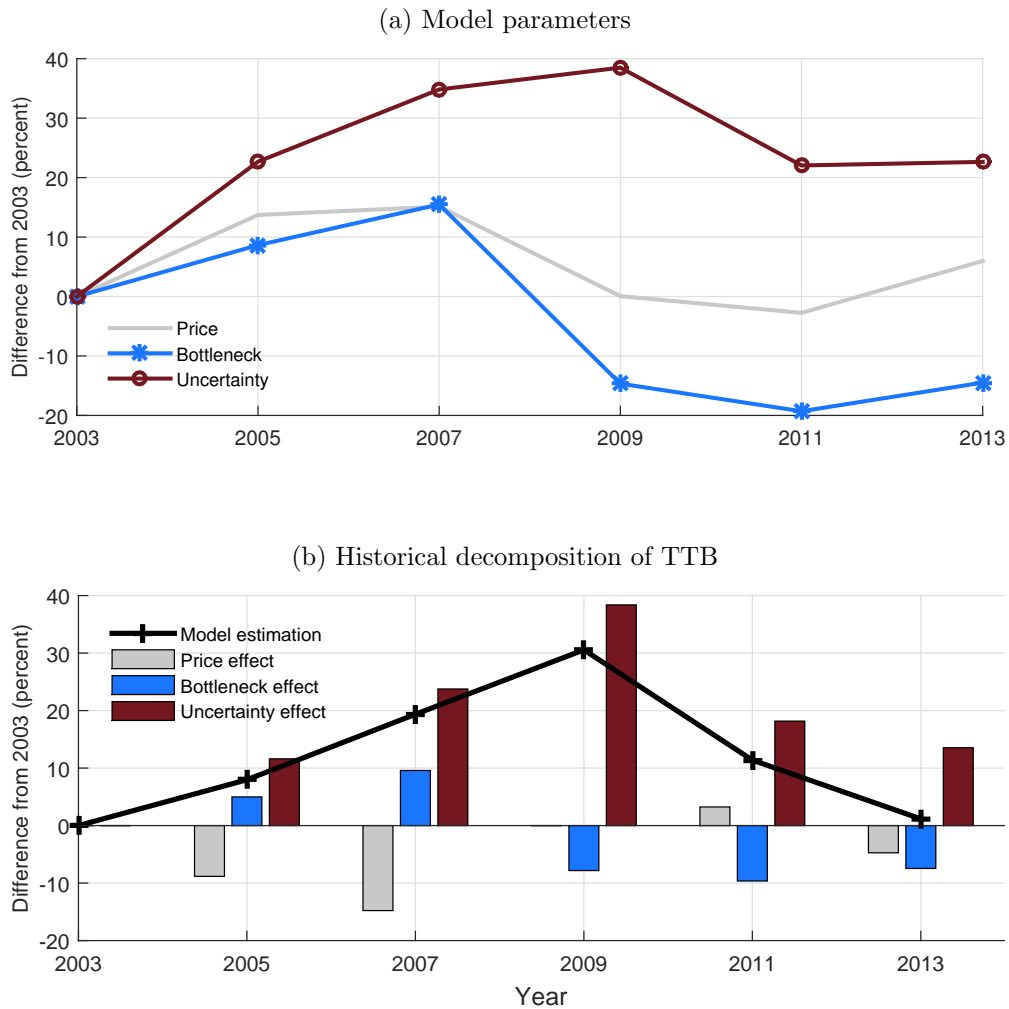 (a) Model parameters
Difference from 2003 (percent)
40
30
20
10
0
-10
-20
Price
Bottleneck
Uncertainty
2003 2005 2007 2009 2011 2013
(b) Historical decomposition of TTB
Difference from 2003 (percent)
40
30
20
10
0
-10
-20
Model estimation
Price effect
Bottleneck effect
Uncertainty effect
2003 2005 2007 2009 2011 2013
Year